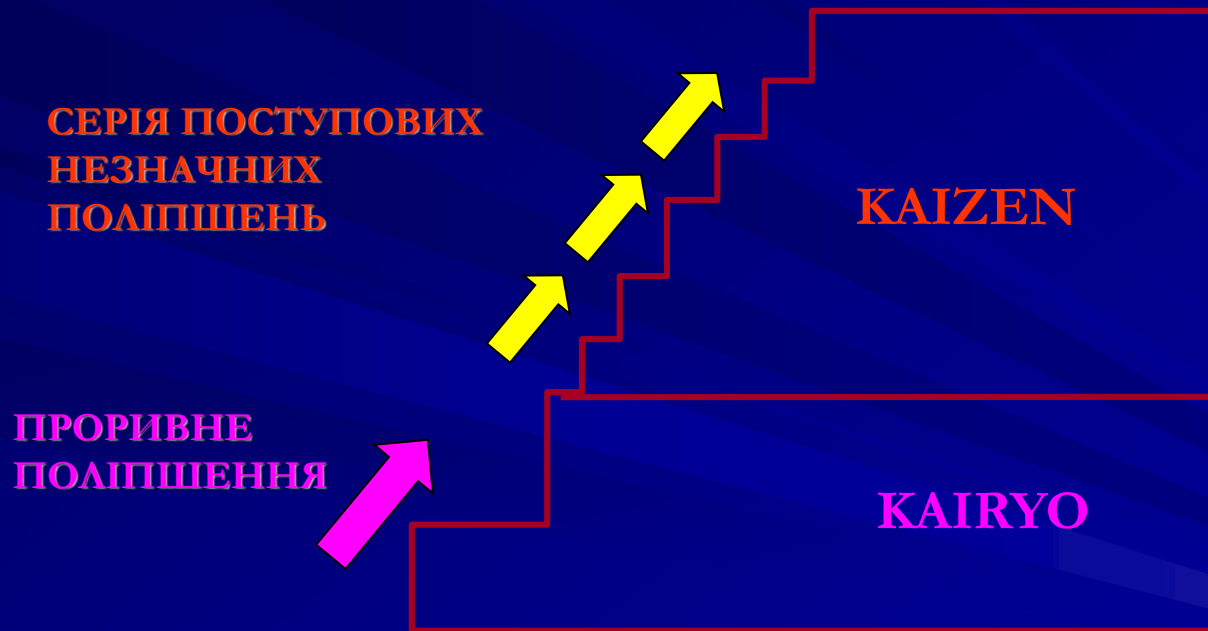 СЕРІЯ ПОСТУПОВИХ
НЕЗНАЧНИХ
ПОЛІПШЕНЬ
KAIZEN
ПРОРИВНЕ
ПОЛІПШЕННЯ
KAIRYO